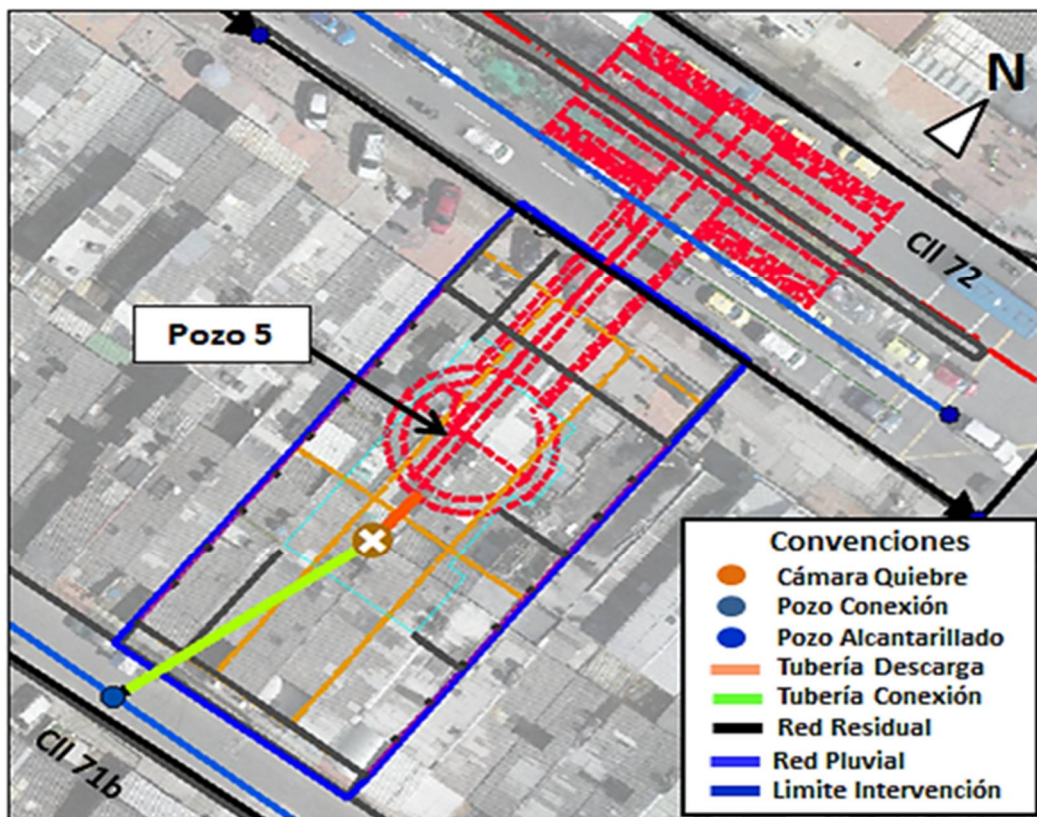 N
Cll 72
Pozo 5
Cll 71b
Convenciones
Cámara Quiebre
Pozo Conexión
Pozo Alcantarillado
Tubería Descarga
Tubería Conexión
Red Residual
Red Pluvial
Limite Intervención